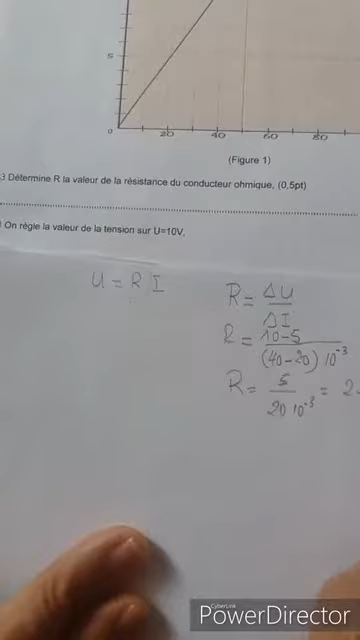 5
0
20 40 60 80
(Figure 1)
3 Détermine R la valeur de la résistance du conducteur ohmique, (0,5pt)
On règle la valeur de la tension sur U=10V,
U = R I
R = ΔU / ΔI
R = 10-5 / (40-20) 10⁻³
R = 5 / 20 10⁻³ = 2
CyberLink
PowerDirector